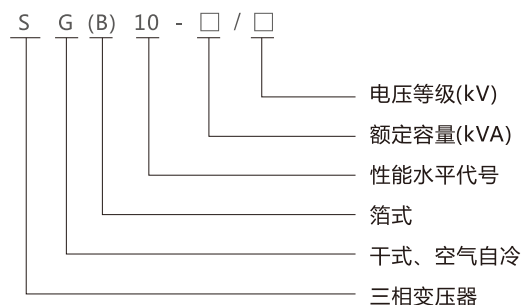 S G (B) 10 - □ / □
电压等级(kV)
额定容量(kVA)
性能水平代号
箔式
干式、空气自冷
三相变压器